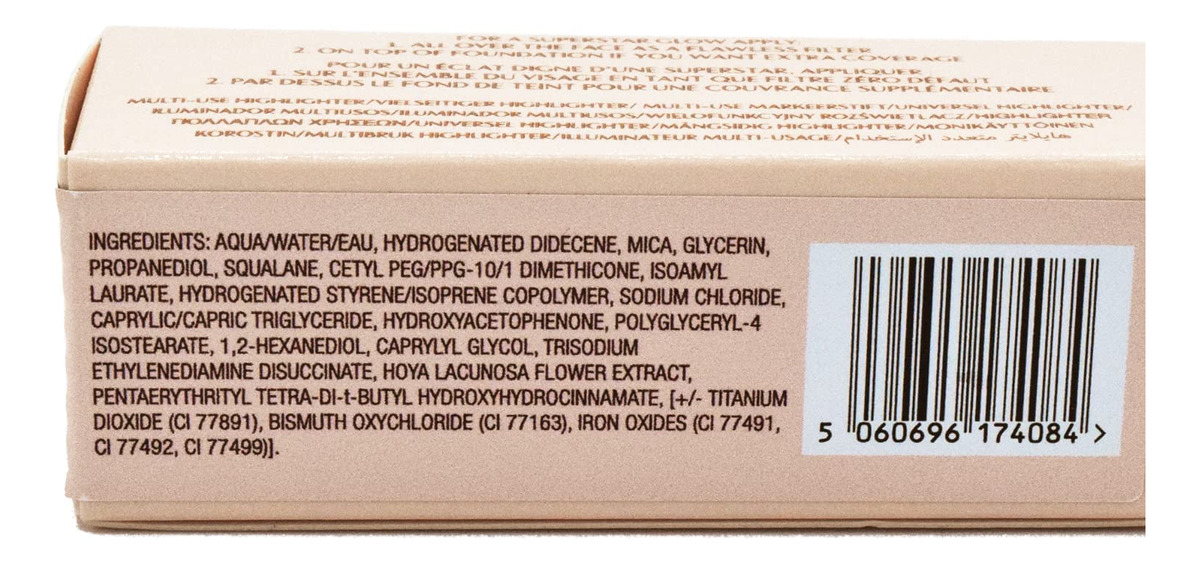 FOR A SUPERSTAR GLOW APPLY:
1. ALL OVER THE FACE AS A FLAWLESS FILTER
2. ON TOP OF FOUNDATION IF YOU WANT EXTRA COVERAGE
POUR UN ÉCLAT DIGNE D'UNE SUPERSTAR, APPLIQUER
1. SUR L'ENSEMBLE DU VISAGE EN TANT QUE FILTRE ZÉRO DÉFAUT
2. PAR DESSUS LE FOND DE TEINT POUR UNE COUVRANCE SUPPLÉMENTAIRE
MULTI-USE HIGHLIGHTER/VIELSEITIGER HIGHLIGHTER/ MULTI-USE MARKEERSTIFT/UNIVERSEL HIGHLIGHTER/
ILUMINADOR MULTIUSOS/ILUMINADOR MULTIUSOS/WIELOFUNKCYJNY ROZŚWIETLACZ/HIGHLIGHTER
ΠΟΛΛΑΠΛΩΝ ΧΡΗΣΕΩΝ/UNIVERSEL HIGHLIGHTER/MÅNGSIDIG HIGHLIGHTER/MONIKÄYTTÖINEN
KOROSTIN/MULTIBRUK HIGHLIGHTER/ILLUMINATEUR MULTI-USAGE/هايلايتر متعدد الإستخدام
INGREDIENTS: AQUA/WATER/EAU, HYDROGENATED DIDECENE, MICA, GLYCERIN,
PROPANEDIOL, SQUALANE, CETYL PEG/PPG-10/1 DIMETHICONE, ISOAMYL
LAURATE, HYDROGENATED STYRENE/ISOPRENE COPOLYMER, SODIUM CHLORIDE,
CAPRYLIC/CAPRIC TRIGLYCERIDE, HYDROXYACETOPHENONE, POLYGLYCERYL-4
ISOSTEARATE, 1,2-HEXANEDIOL, CAPRYLYL GLYCOL, TRISODIUM
ETHYLENEDIAMINE DISUCCINATE, HOYA LACUNOSA FLOWER EXTRACT,
PENTAERYTHRITYL TETRA-DI-t-BUTYL HYDROXYHYDROCINNAMATE, [+/- TITANIUM
DIOXIDE (CI 77891), BISMUTH OXYCHLORIDE (CI 77163), IRON OXIDES (CI 77491,
CI 77492, CI 77499)].
5 060696 174084 >